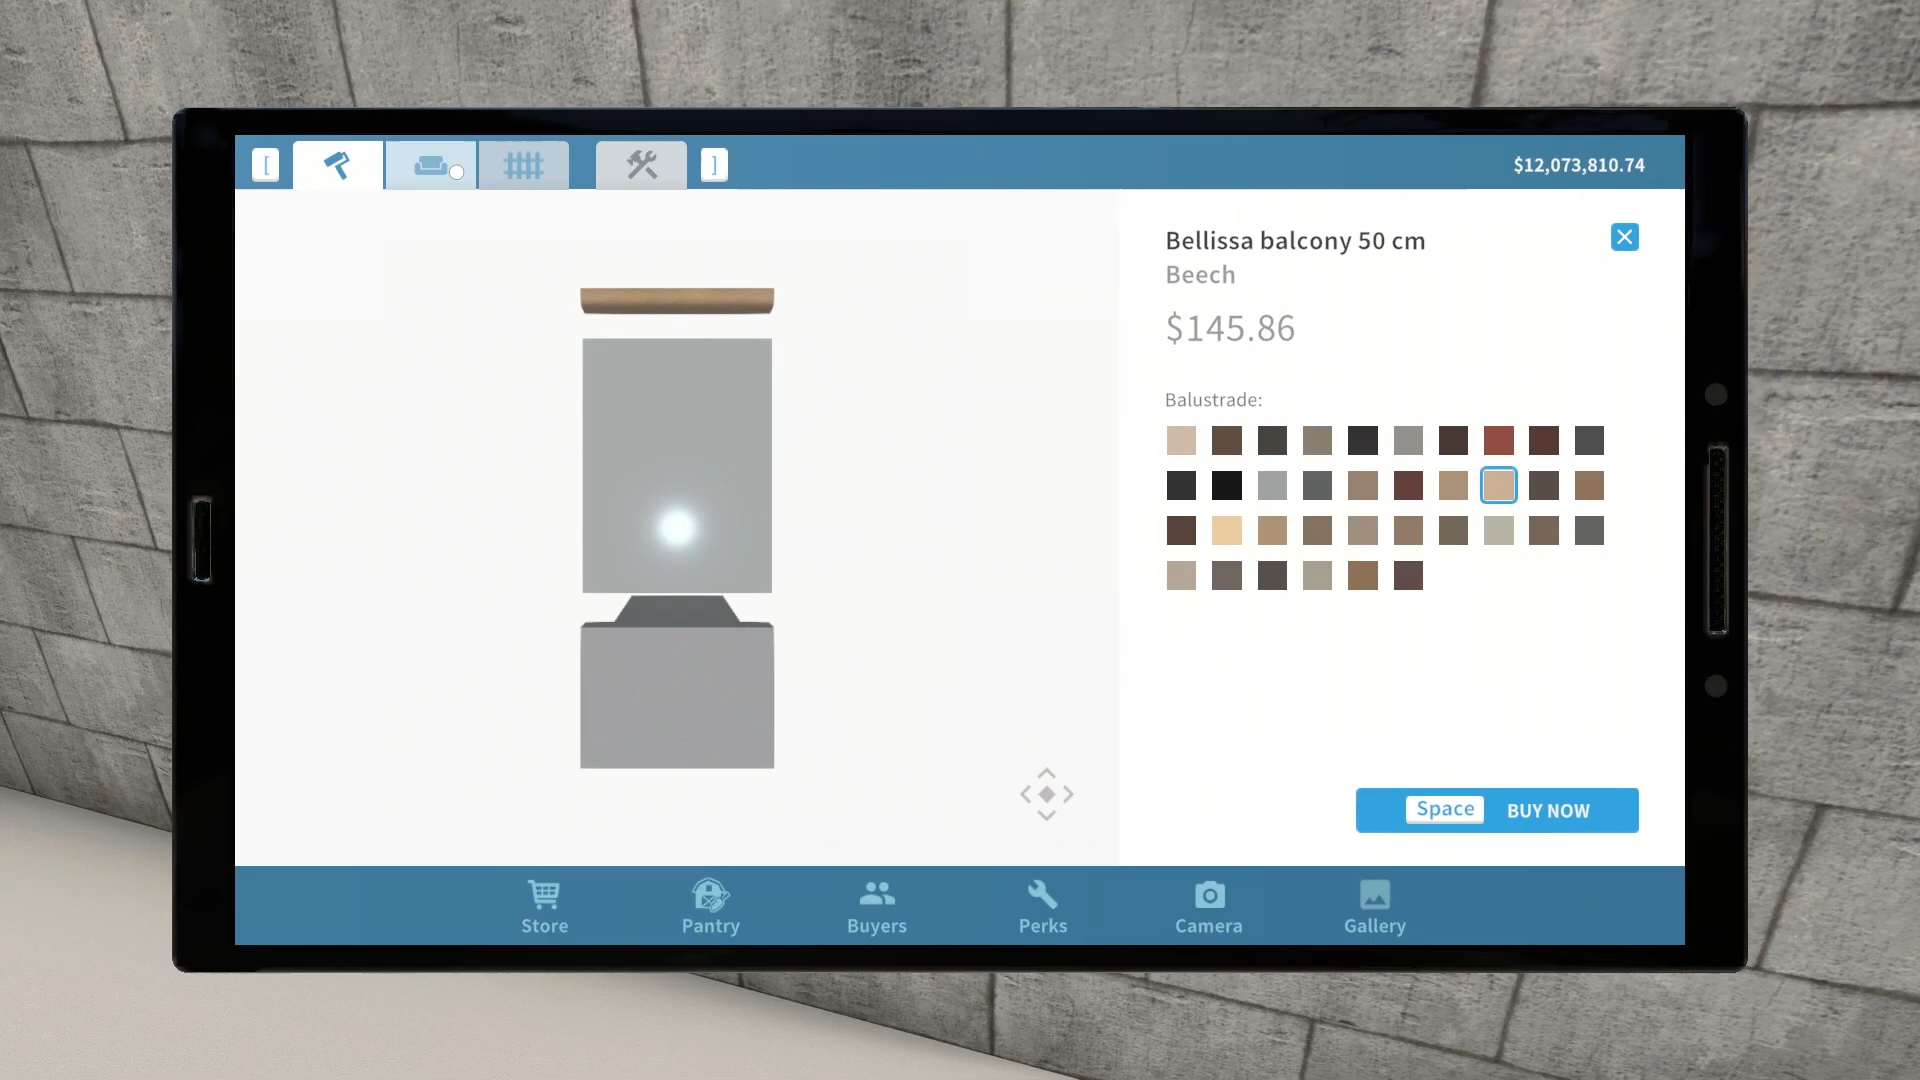 [
]
$12,073,810.74
Bellissa balcony 50 cm
Beech
$145.86
Balustrade:
Space BUY NOW
Store
Pantry
Buyers
Perks
Camera
Gallery